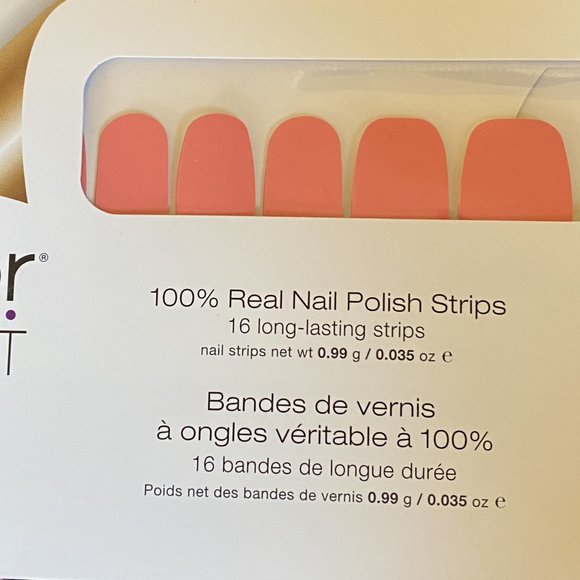 100% Real Nail Polish Strips
16 long-lasting strips
nail strips net wt 0.99 g / 0.035 oz ℮
Bandes de vernis
à ongles véritable à 100%
16 bandes de longue durée
Poids net des bandes de vernis 0.99 g / 0.035 oz ℮